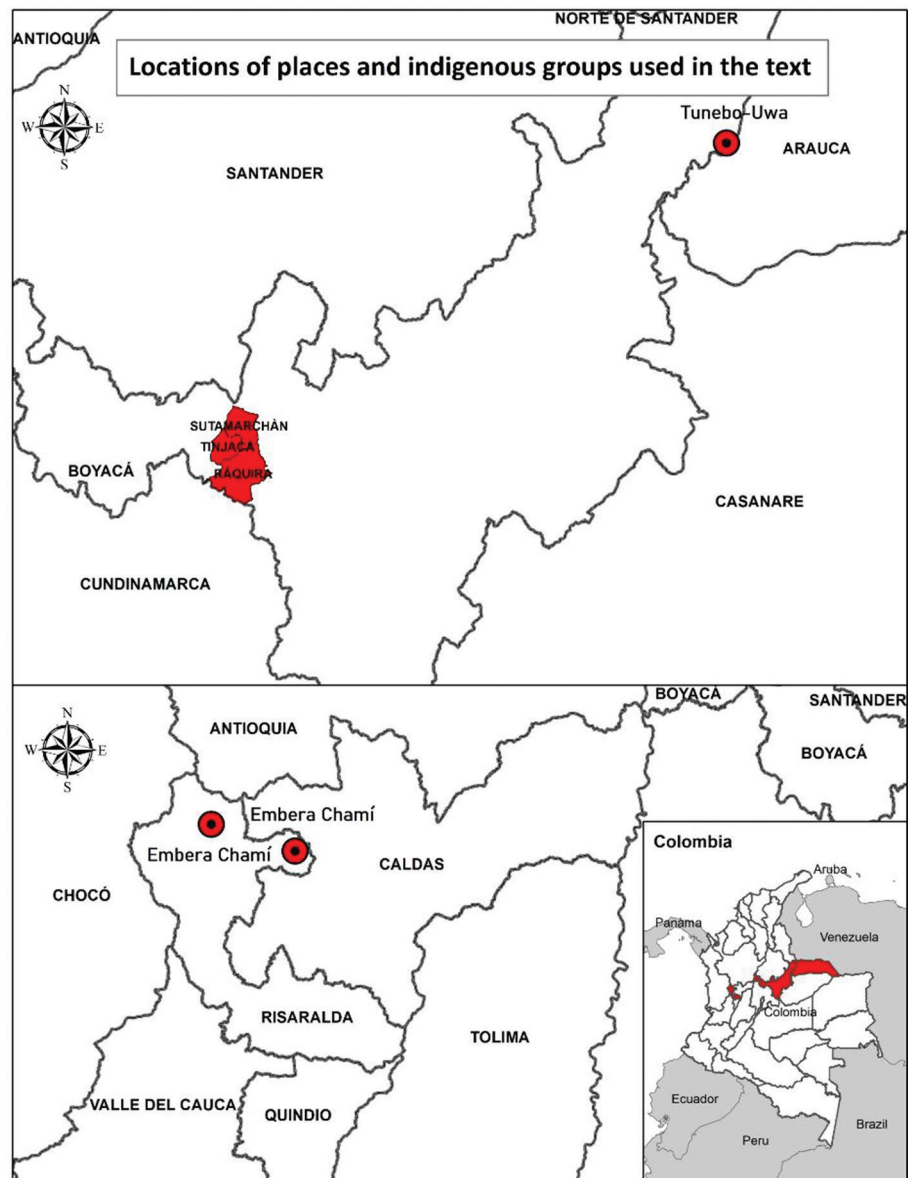 NORTE DE SANTANDER
ANTIOQUIA
Locations of places and indigenous groups used in the text
N
W E
S
Tunebo-Uwa
ARAUCA
SANTANDER
SUTAMARCHÀN
TINJACA
RÁQUIRA
BOYACÁ
CASANARE
CUNDINAMARCA
BOYACÁ
SANTANDER
N
W E
S
ANTIOQUIA
BOYACÁ
Embera Chamí
Embera Chamí
CALDAS
CHOCÓ
RISARALDA
TOLIMA
VALLE DEL CAUCA
QUINDIO
Colombia
Aruba
Panama
Venezuela
Colombia
Ecuador
Brazil
Peru